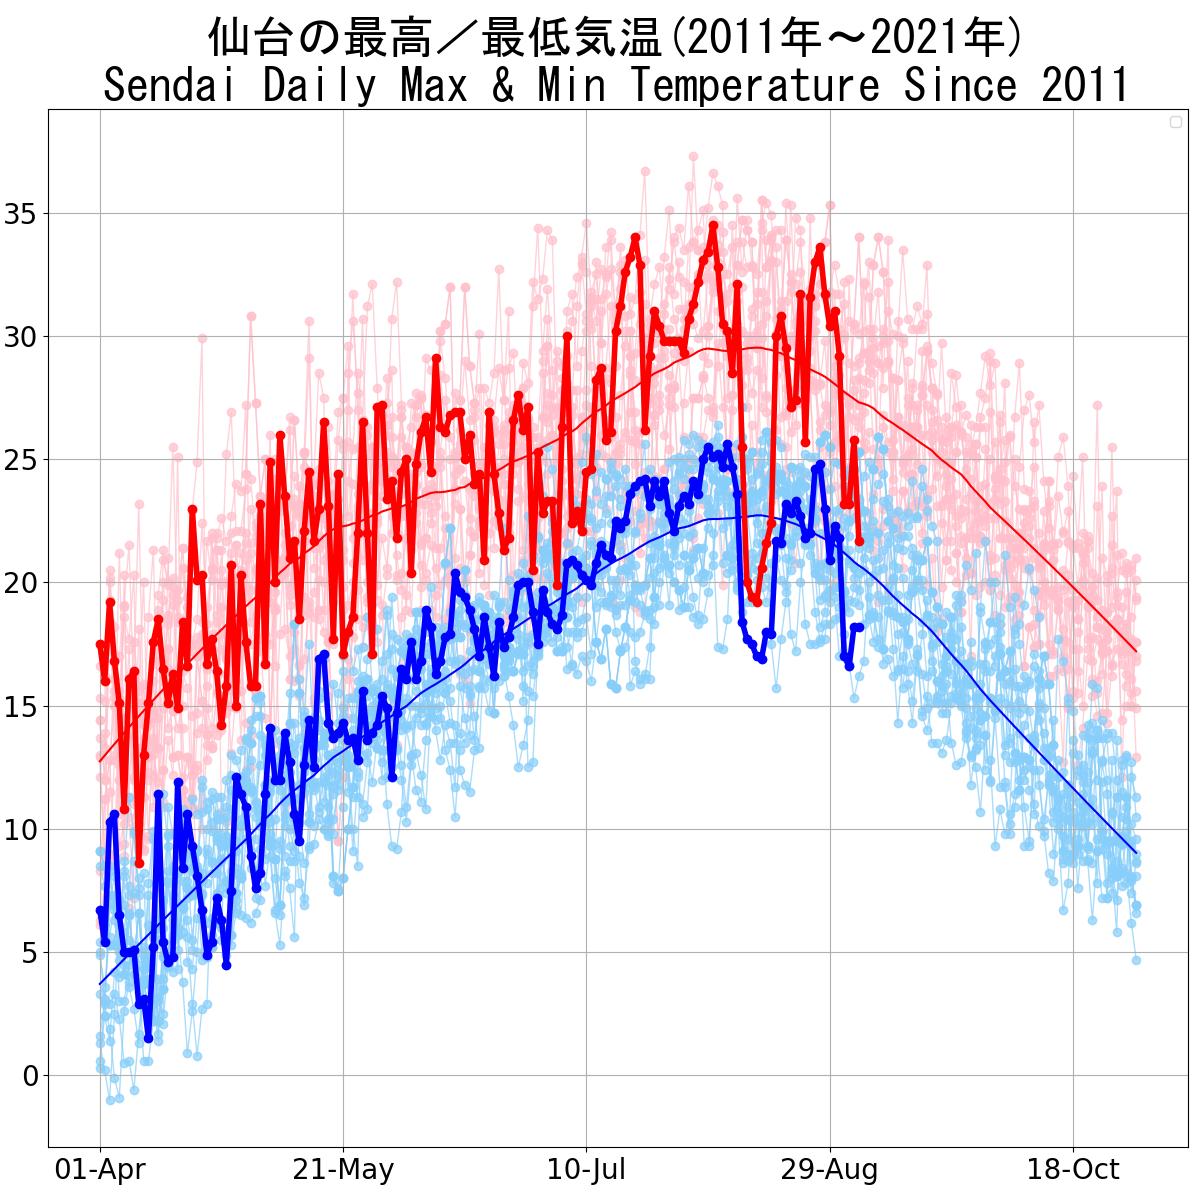 仙台の最高／最低気温(2011年～2021年)
Sendai Daily Max & Min Temperature Since 2011
35
30
25
20
15
10
5
0
01-Apr 21-May 10-Jul 29-Aug 18-Oct